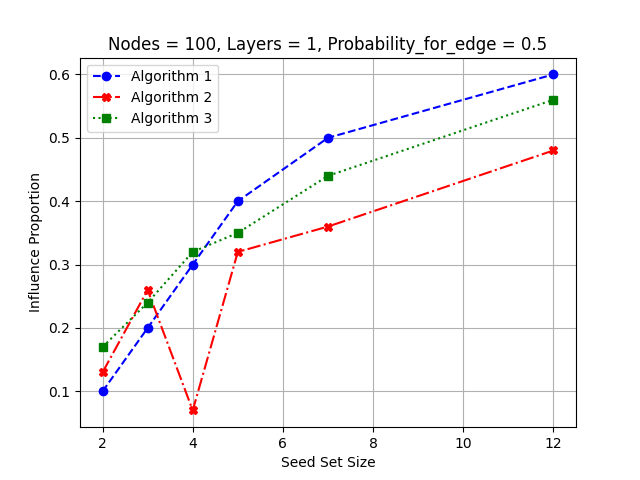 Nodes = 100, Layers = 1, Probability_for_edge = 0.5
Algorithm 1
Algorithm 2
Algorithm 3
0.6
0.5
0.4
0.3
0.2
0.1
Influence Proportion
2 4 6 8 10 12
Seed Set Size